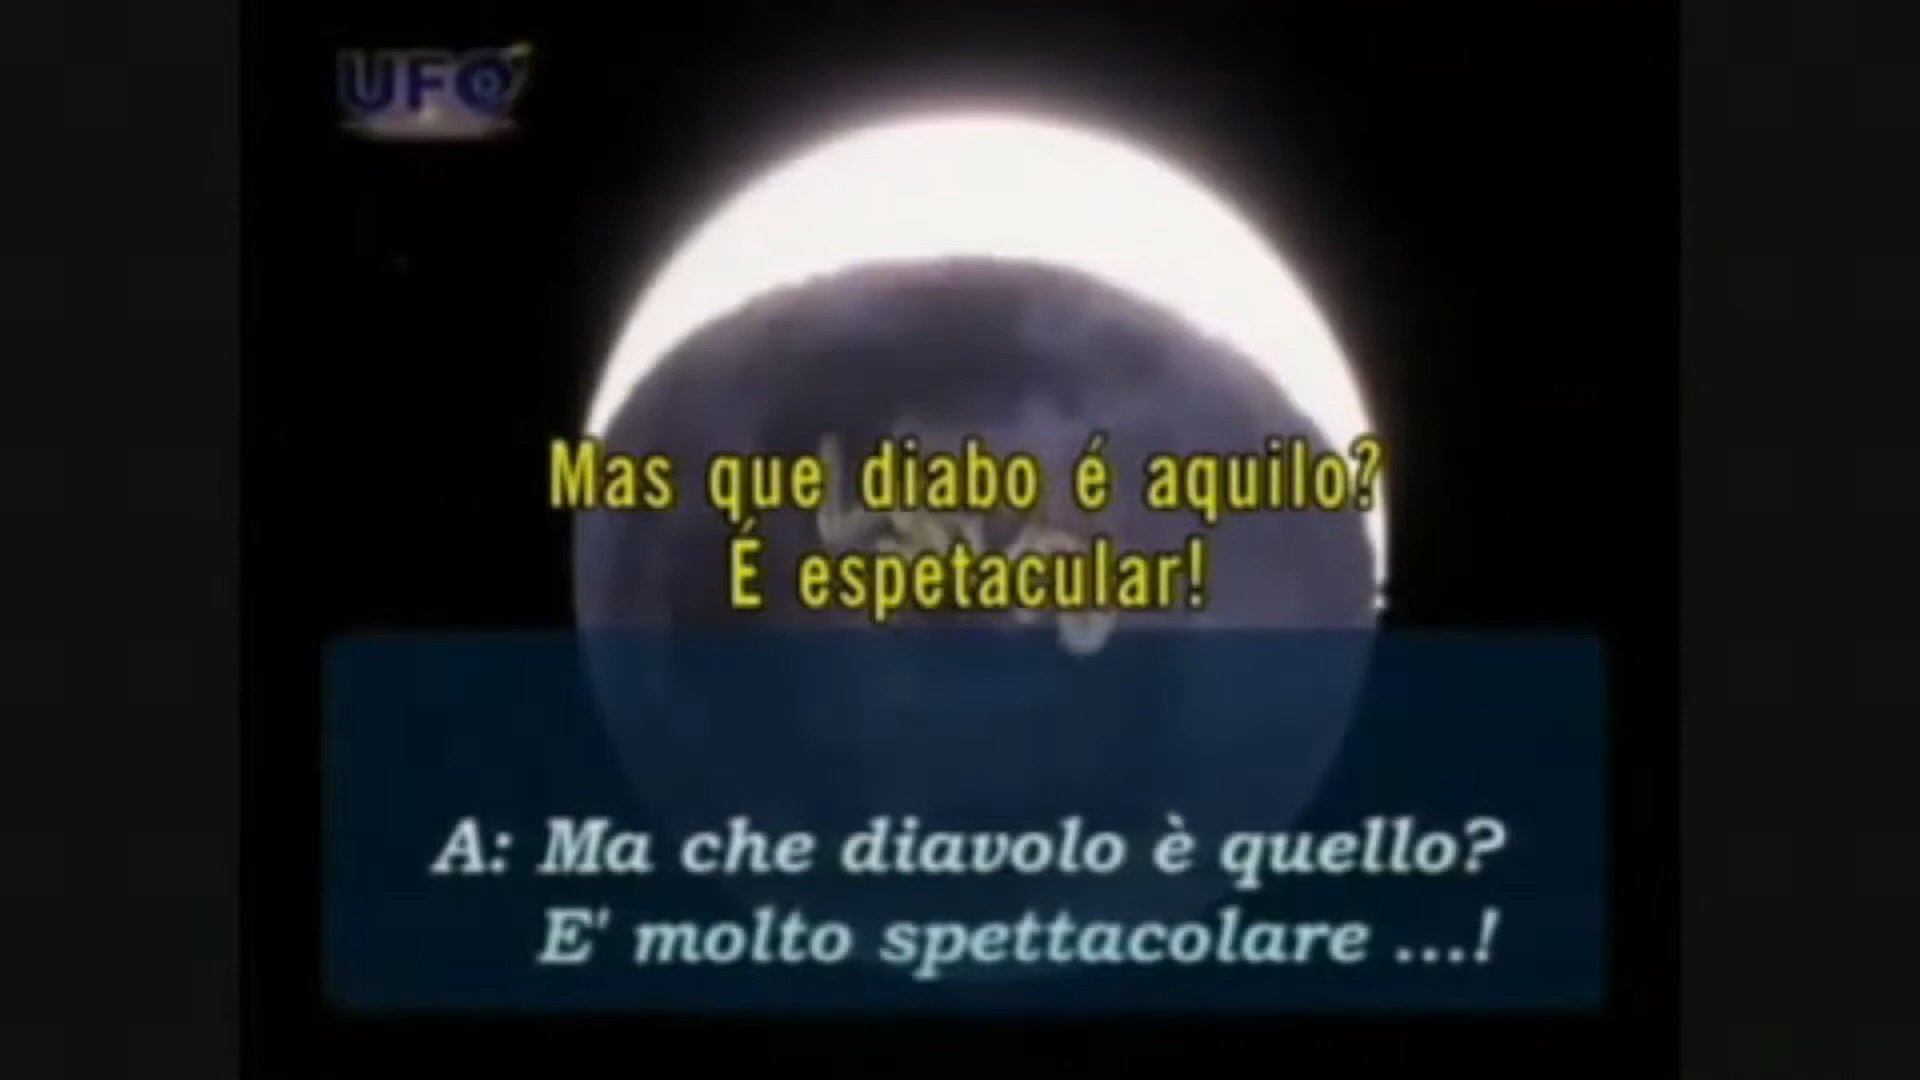 UFO
Mas que diabo é aquilo?
É espetacular!
A: Ma che diavolo è quello?
E' molto spettacolare ...!